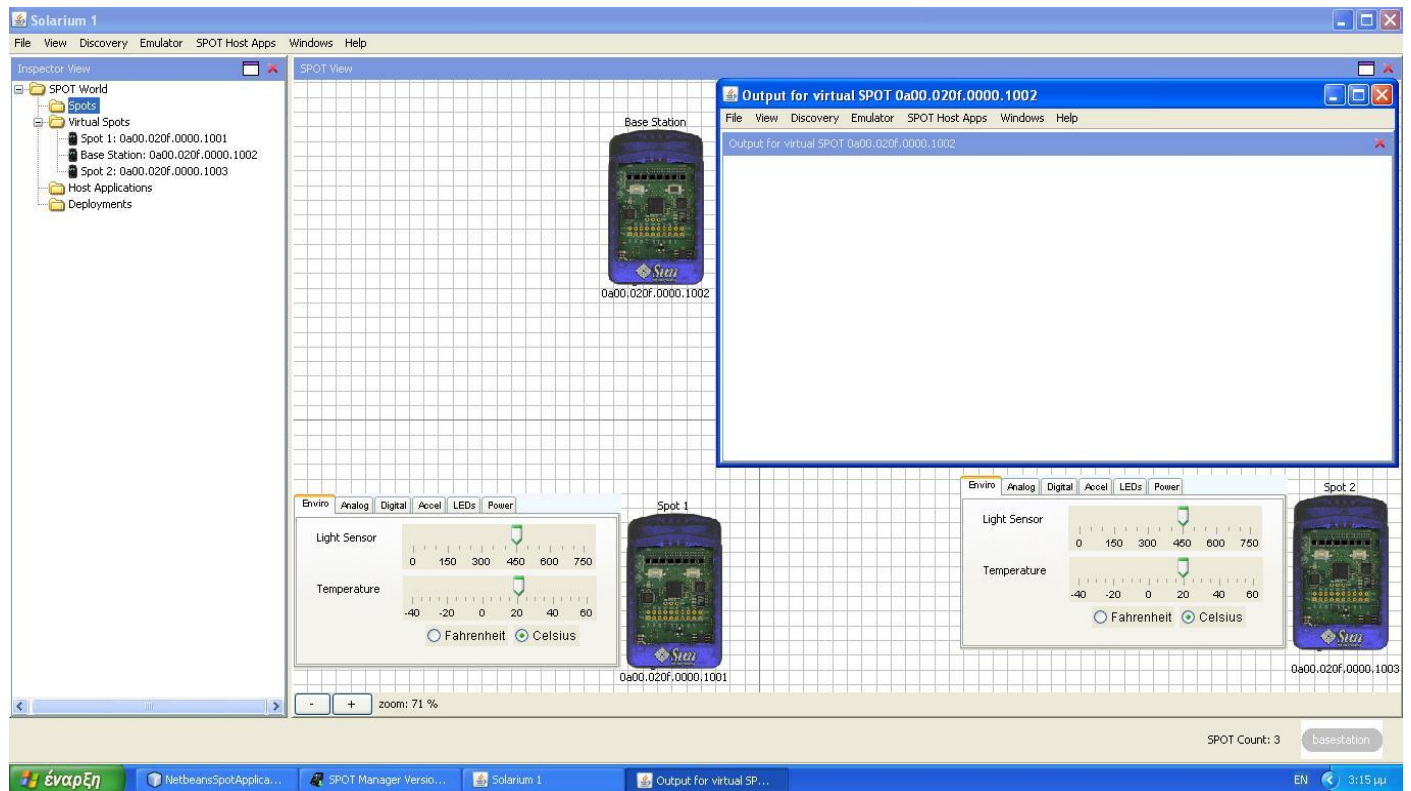 Solarium 1
File View Discovery Emulator SPOT Host Apps Windows Help
Inspector View
SPOT World
Spots
Virtual Spots
Spot 1: 0a00.020f.0000.1001
Base Station: 0a00.020f.0000.1002
Spot 2: 0a00.020f.0000.1003
Host Applications
Deployments
SPOT View
Base Station
Sun
0a00.020f.0000.1002
Output for virtual SPOT 0a00.020f.0000.1002
File View Discovery Emulator SPOT Host Apps Windows Help
Output for virtual SPOT 0a00.020f.0000.1002
Enviro Analog Digital Accel LEDs Power
Light Sensor
0 150 300 450 600 750
Temperature
-40 -20 0 20 40 60
Fahrenheit Celsius
Spot 1
Sun
0a00.020f.0000.1001
Enviro Analog Digital Accel LEDs Power
Light Sensor
0 150 300 450 600 750
Temperature
-40 -20 0 20 40 60
Fahrenheit Celsius
Spot 2
Sun
0a00.020f.0000.1003
- + zoom: 71 %
SPOT Count: 3 basestation
έναρξη NetbeansSpotApplica... SPOT Manager Versio... Solarium 1 Output for virtual SP... EN 3:15 μμ